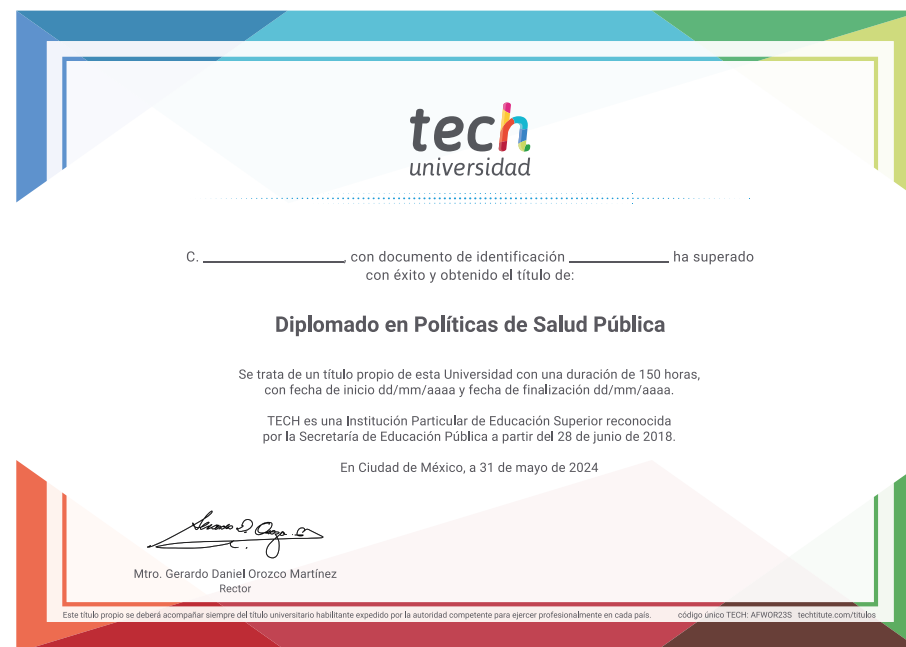 tech
universidad
C. ____________, con documento de identificación ____________ ha superado
con éxito y obtenido el título de:
Diplomado en Políticas de Salud Pública
Se trata de un título propio de esta Universidad con una duración de 150 horas,
con fecha de inicio dd/mm/aaaa y fecha de finalización dd/mm/aaaa.
TECH es una Institución Particular de Educación Superior reconocida
por la Secretaría de Educación Pública a partir del 28 de junio de 2018.
En Ciudad de México, a 31 de mayo de 2024
Mtro. Gerardo Daniel Orozco Martínez
Rector
Este título propio se deberá acompañar siempre del título universitario habilitante expedido por la autoridad competente para ejercer profesionalmente en cada país. código único TECH: AFWOR23S techtitute.com/titulos